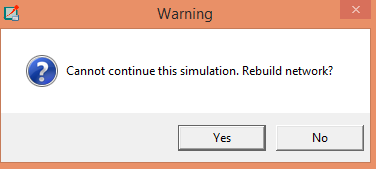 Warning
Cannot continue this simulation. Rebuild network?
Yes
No